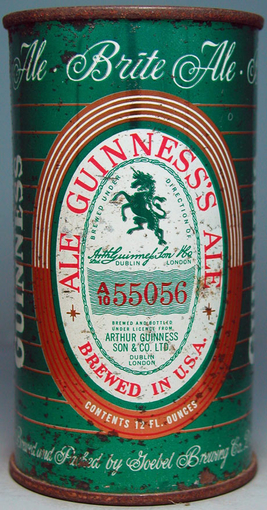 Ale · Brite Ale ·
GUINNESS
ALE GUINNESS'S ALE
BREWED UNDER DIRECTION OF
Arth Guinness Son & Co
DUBLIN LONDON
A/10 55056
BREWED AND BOTTLED
UNDER LICENCE FROM
ARTHUR GUINNESS
SON & CO. LTD.
DUBLIN
LONDON
BREWED IN U.S.A.
CONTENTS 12 FL. OUNCES
Brewed and Packed by Goebel Brewing Co.